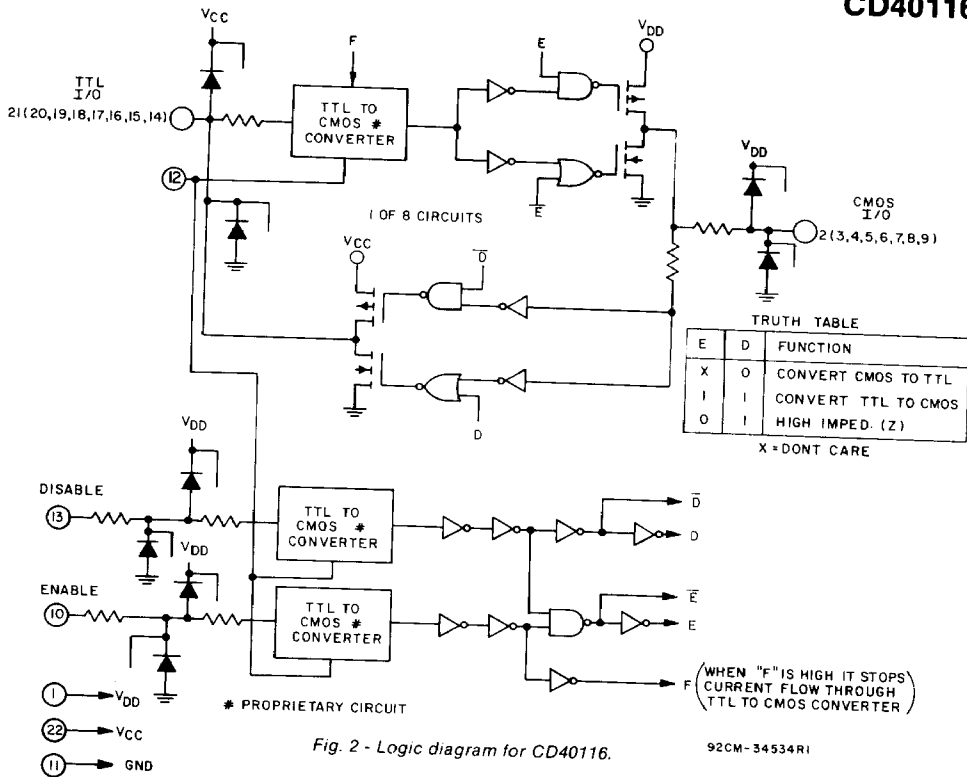 CD40116
VCC
VDD
F
E
TTL
I/O
21(20,19,18,17,16,15,14)
TTL TO
CMOS #
CONVERTER
12
E
VDD
CMOS
I/O
2(3,4,5,6,7,8,9)
1 OF 8 CIRCUITS
VCC
D̅
D
TRUTH TABLE
E D FUNCTION
X 0 CONVERT CMOS TO TTL
1 1 CONVERT TTL TO CMOS
0 1 HIGH IMPED. (Z)
X = DONT CARE
VDD
DISABLE
13
TTL TO
CMOS #
CONVERTER
D̅
D
VDD
ENABLE
10
TTL TO
CMOS #
CONVERTER
E̅
E
F (WHEN "F" IS HIGH IT STOPS
CURRENT FLOW THROUGH
TTL TO CMOS CONVERTER)
1 VDD
22 VCC
11 GND
# PROPRIETARY CIRCUIT
Fig. 2 - Logic diagram for CD40116.
92CM-34534R1